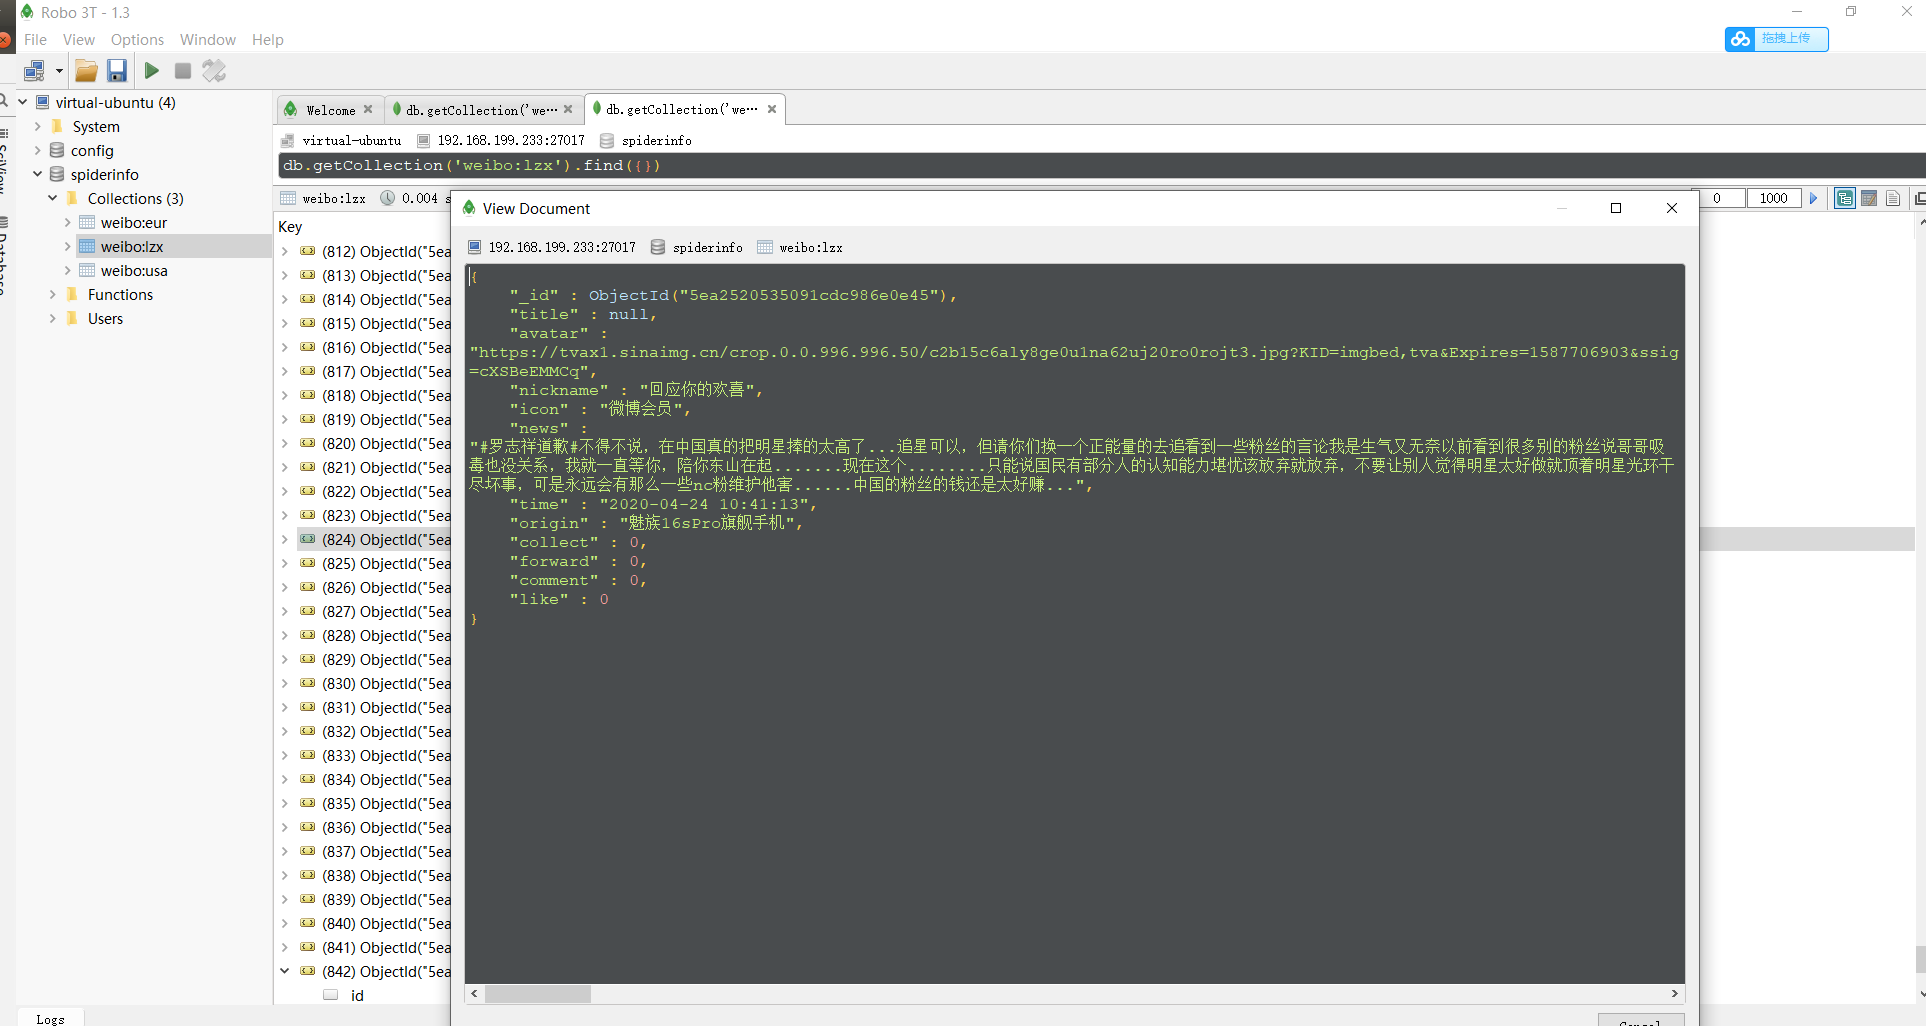 Robo 3T - 1.3
File View Options Window Help
拖拽上传
virtual-ubuntu (4)
System
config
spiderinfo
Collections (3)
weibo:eur
weibo:lzx
weibo:usa
Functions
Users
Welcome
db.getCollection('we…
db.getCollection('we…
virtual-ubuntu 192.168.199.233:27017 spiderinfo
db.getCollection('weibo:lzx').find({})
weibo:lzx 0.004 s
0 1000
Key
(812) ObjectId("5ea
(813) ObjectId("5ea
(814) ObjectId("5ea
(815) ObjectId("5ea
(816) ObjectId("5ea
(817) ObjectId("5ea
(818) ObjectId("5ea
(819) ObjectId("5ea
(820) ObjectId("5ea
(821) ObjectId("5ea
(822) ObjectId("5ea
(823) ObjectId("5ea
(824) ObjectId("5ea
(825) ObjectId("5ea
(826) ObjectId("5ea
(827) ObjectId("5ea
(828) ObjectId("5ea
(829) ObjectId("5ea
(830) ObjectId("5ea
(831) ObjectId("5ea
(832) ObjectId("5ea
(833) ObjectId("5ea
(834) ObjectId("5ea
(835) ObjectId("5ea
(836) ObjectId("5ea
(837) ObjectId("5ea
(838) ObjectId("5ea
(839) ObjectId("5ea
(840) ObjectId("5ea
(841) ObjectId("5ea
(842) ObjectId("5ea
id
View Document
192.168.199.233:27017 spiderinfo weibo:lzx
{
"_id" : ObjectId("5ea2520535091cdc986e0e45"),
"title" : null,
"avatar" :
"https://tvax1.sinaimg.cn/crop.0.0.996.996.50/c2b15c6aly8ge0u1na62uj20ro0rojt3.jpg?KID=imgbed,tva&Expires=1587706903&ssig
=cXSBeEMMCq",
"nickname" : "回应你的欢喜",
"icon" : "微博会员",
"news" :
"#罗志祥道歉#不得不说，在中国真的把明星捧的太高了...追星可以，但请你们换一个正能量的去追看到一些粉丝的言论我是生气又无奈以前看到很多别的粉丝说哥哥吸
毒也没关系，我就一直等你，陪你东山在起.......现在这个........只能说国民有部分人的认知能力堪忧该放弃就放弃，不要让别人觉得明星太好做就顶着明星光环干
尽坏事，可是永远会有那么一些nc粉维护他害......中国的粉丝的钱还是太好赚...",
"time" : "2020-04-24 10:41:13",
"origin" : "魅族16sPro旗舰手机",
"collect" : 0,
"forward" : 0,
"comment" : 0,
"like" : 0
}
Cancel
Logs
SciView
Database